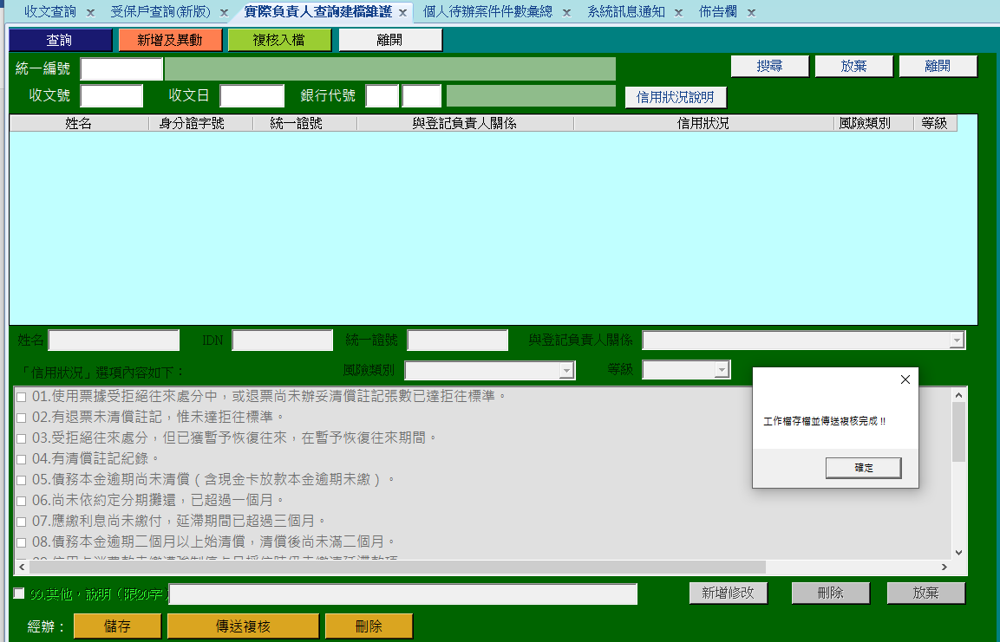 收文查詢 × 受保戶查詢(新版) × 實際負責人查詢建檔維護 × 個人待辦案件件數彙總 × 系統訊息通知 × 佈告欄 ×
查詢 新增及異動 複核入檔 離開
統一編號 搜尋 放棄 離開
收文號 收文日 銀行代號 信用狀況說明
姓名 身分證字號 統一證號 與登記負責人關係 信用狀況 風險類別 等級
姓名 IDN 統一證號 與登記負責人關係
「信用狀況」選項內容如下： 風險類別 等級
01.使用票據受拒絕往來處分中，或退票尚未辦妥清償註記張數已達拒往標準。
02.有退票未清償註記，惟未達拒往標準。
03.受拒絕往來處分，但已獲暫予恢復往來，在暫予恢復往來期間。
04.有清償註記紀錄。
05.債務本金逾期尚未清償（含現金卡放款本金逾期未繳）。
06.尚未依約定分期攤還，已超過一個月。
07.應繳利息尚未繳付，延滯期間已超過三個月。
08.債務本金逾期二個月以上始清償，清償後尚未滿二個月。
工作檔存檔並傳送複核完成 !!
確定
99.其他，說明（限20字） 新增修改 刪除 放棄
經辦： 儲存 傳送複核 刪除